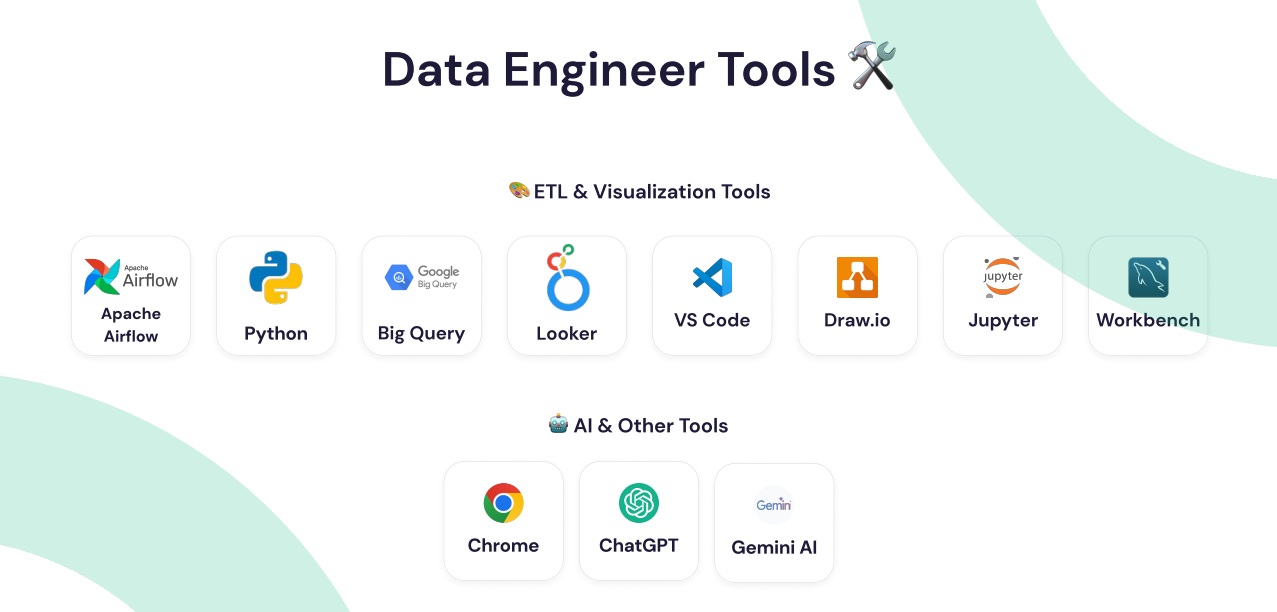 Data Engineer Tools
ETL & Visualization Tools
Apache
Airflow
Apache
Airflow
Python
Google
Big Query
Big Query
Looker
VS Code
Draw.io
jupyter
Jupyter
Workbench
AI & Other Tools
Chrome
ChatGPT
Gemini
Gemini AI